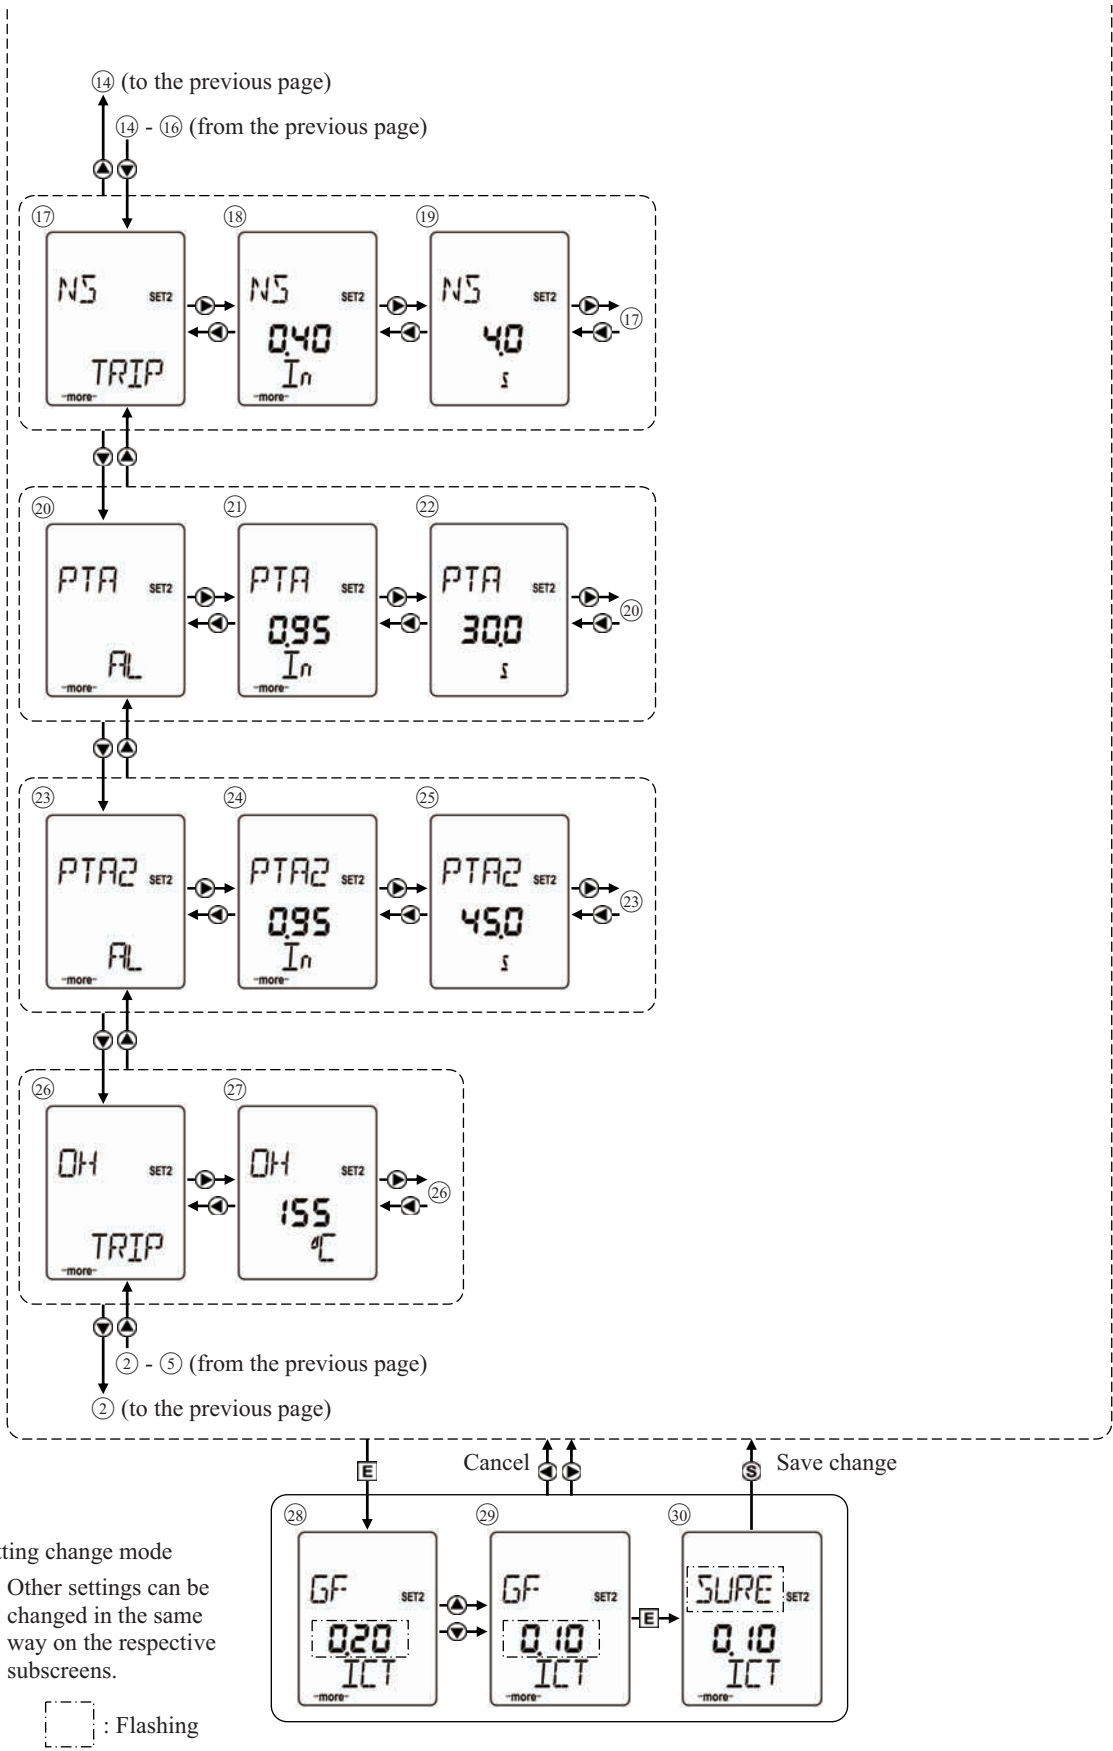 ⑭ (to the previous page)
⑭ - ⑯ (from the previous page)
⑰ ⑱ ⑲
NS SET2 NS SET2 NS SET2
⑰
0.40 4.0
TRIP In s
-more- -more-
⑳ ㉑ ㉒
PTA SET2 PTA SET2 PTA SET2
⑳
0.95 30.0
AL In s
-more- -more-
㉓ ㉔ ㉕
PTA2 SET2 PTA2 SET2 PTA2 SET2
㉓
0.95 45.0
AL In s
-more- -more-
㉖ ㉗
OH SET2 OH SET2
㉖
155
TRIP °C
-more-
② - ⑤ (from the previous page)
② (to the previous page)
E Cancel S Save change
㉘ ㉙ ㉚
GF SET2 GF SET2 SURE SET2
E
0.20 0.10 0.10
ICT ICT ICT
-more- -more- -more-
tting change mode
Other settings can be
changed in the same
way on the respective
subscreens.
: Flashing